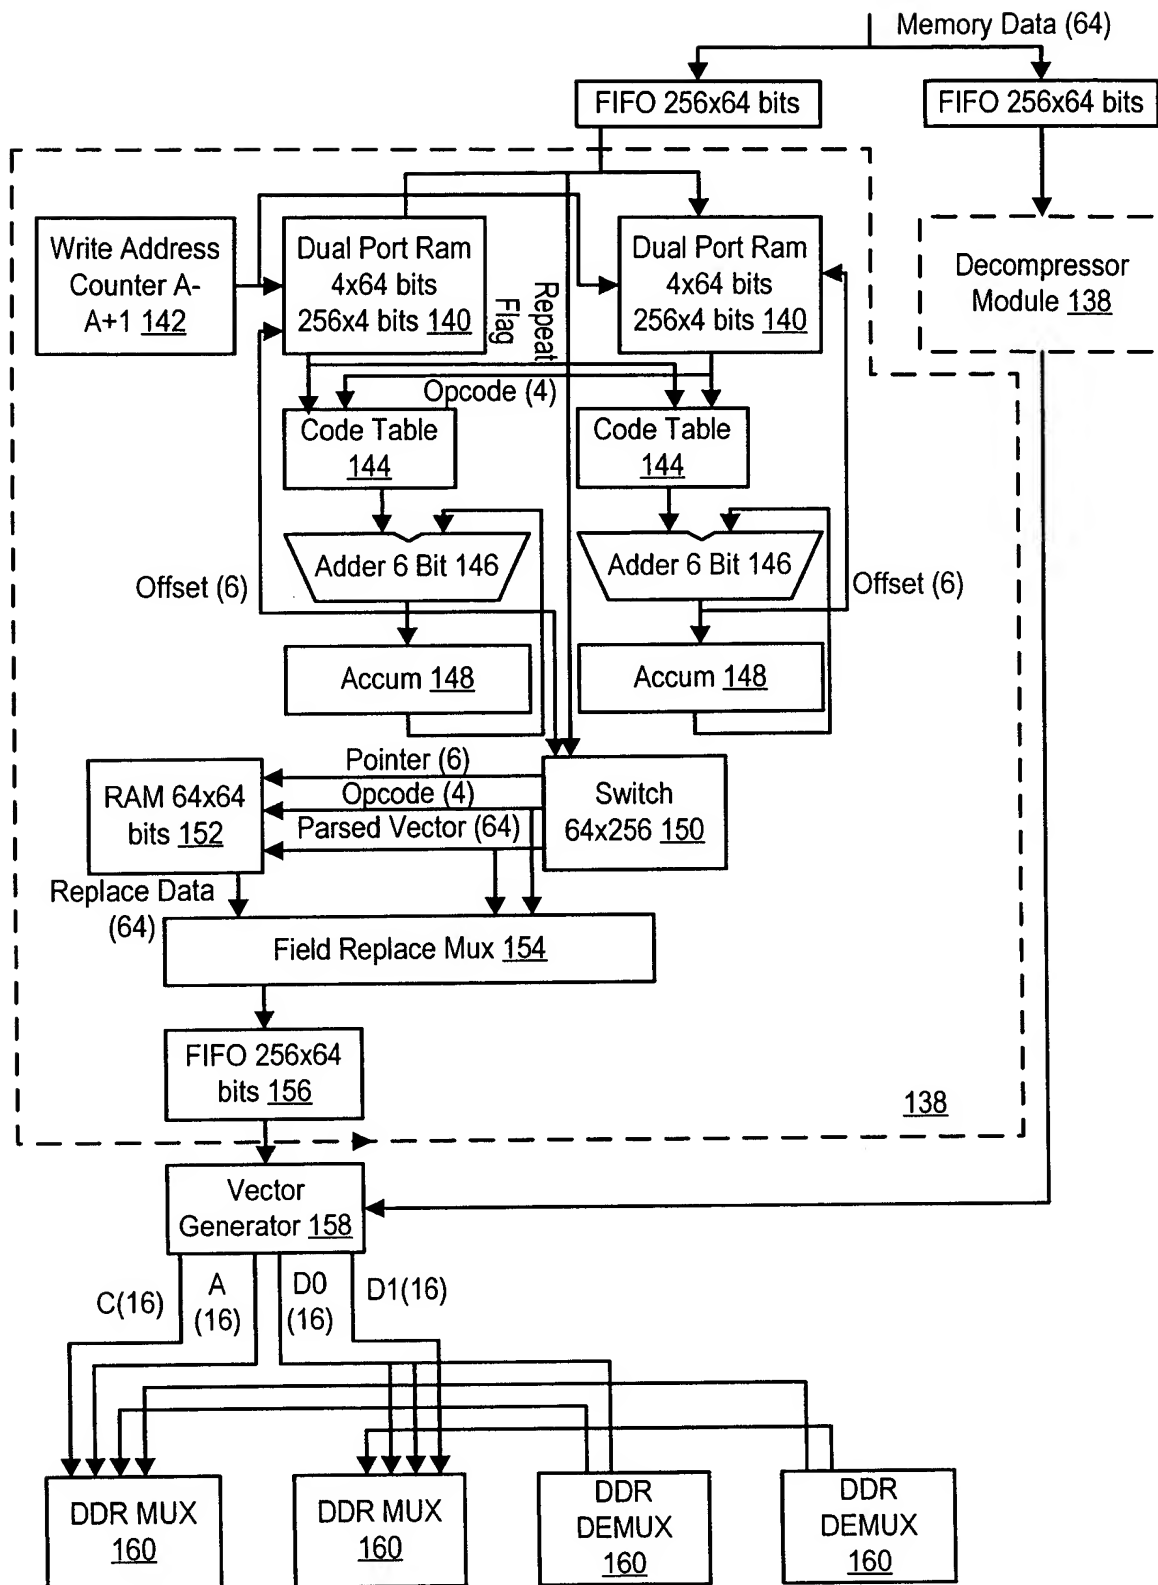 Memory Data (64)
FIFO 256x64 bits
FIFO 256x64 bits
Write Address
Counter A-
A+1 142
Dual Port Ram
4x64 bits
256x4 bits 140
Flag
Repeat
Dual Port Ram
4x64 bits
256x4 bits 140
Decompressor
Module 138
Opcode (4)
Code Table
144
Code Table
144
Adder 6 Bit 146
Adder 6 Bit 146
Offset (6)
Offset (6)
Accum 148
Accum 148
Pointer (6)
Opcode (4)
Parsed Vector (64)
RAM 64x64
bits 152
Switch
64x256 150
Replace Data
(64)
Field Replace Mux 154
FIFO 256x64
bits 156
138
Vector
Generator 158
C(16)
A
(16)
D0
(16)
D1(16)
DDR MUX
160
DDR MUX
160
DDR
DEMUX
160
DDR
DEMUX
160